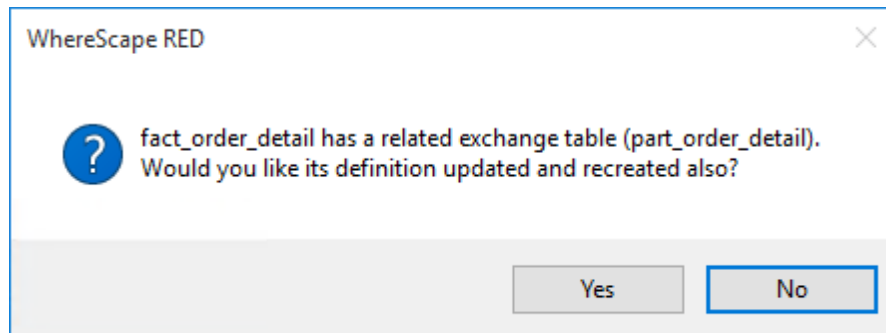 WhereScape RED
fact_order_detail has a related exchange table (part_order_detail).
Would you like its definition updated and recreated also?
Yes
No